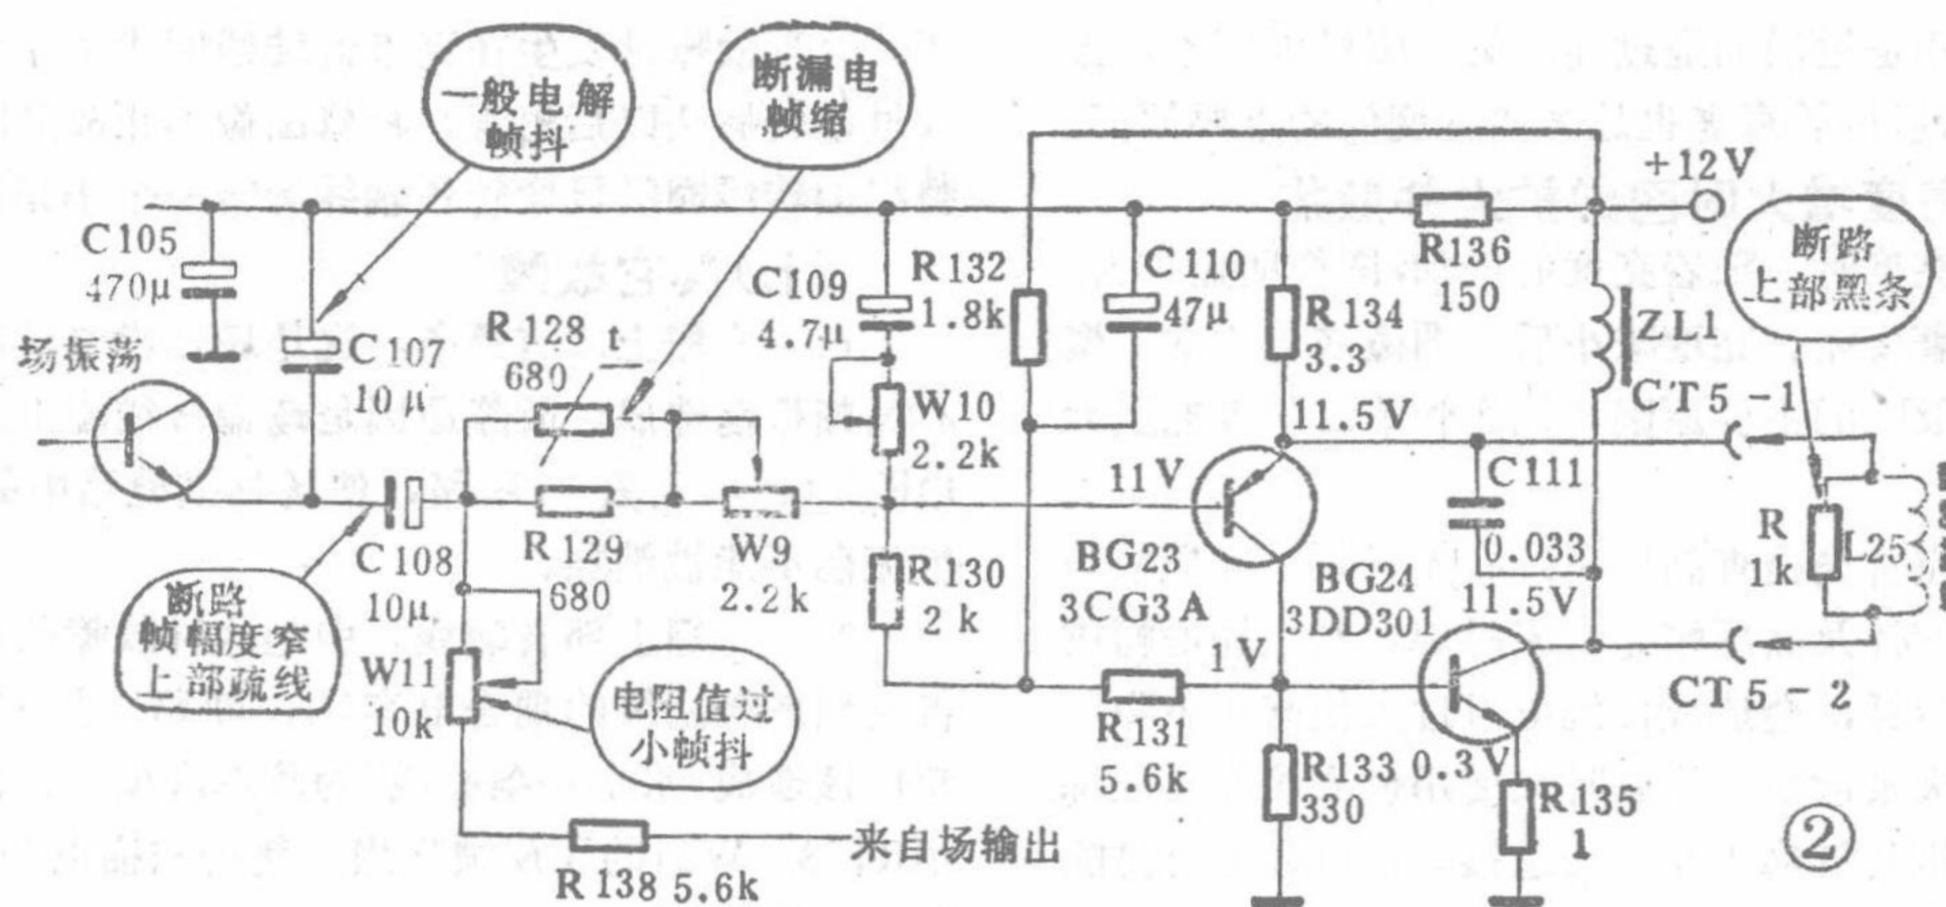 一般电解
帧抖
断漏电
帧缩
+12V
断路
上部黑条
C105
470μ
场振荡
C107
10μ
R128
680
t
C109
4.7μ
R132
1.8k
C110
47μ
R134
3.3
R136
150
ZL1
CT5-1
W10
2.2k
11.5V
11V
C111
0.033
R
1k
L25
C108
10μ
R129
680
W9
2.2k
R130
2k
BG23
3CG3A
BG24
3DD301
11.5V
断路
帧幅度窄
上部疏线
W11
10k
电阻值过
小帧抖
1V
CT5-2
R131
5.6k
R133
330
0.3V
R135
1
R138 5.6k
来自场输出
②